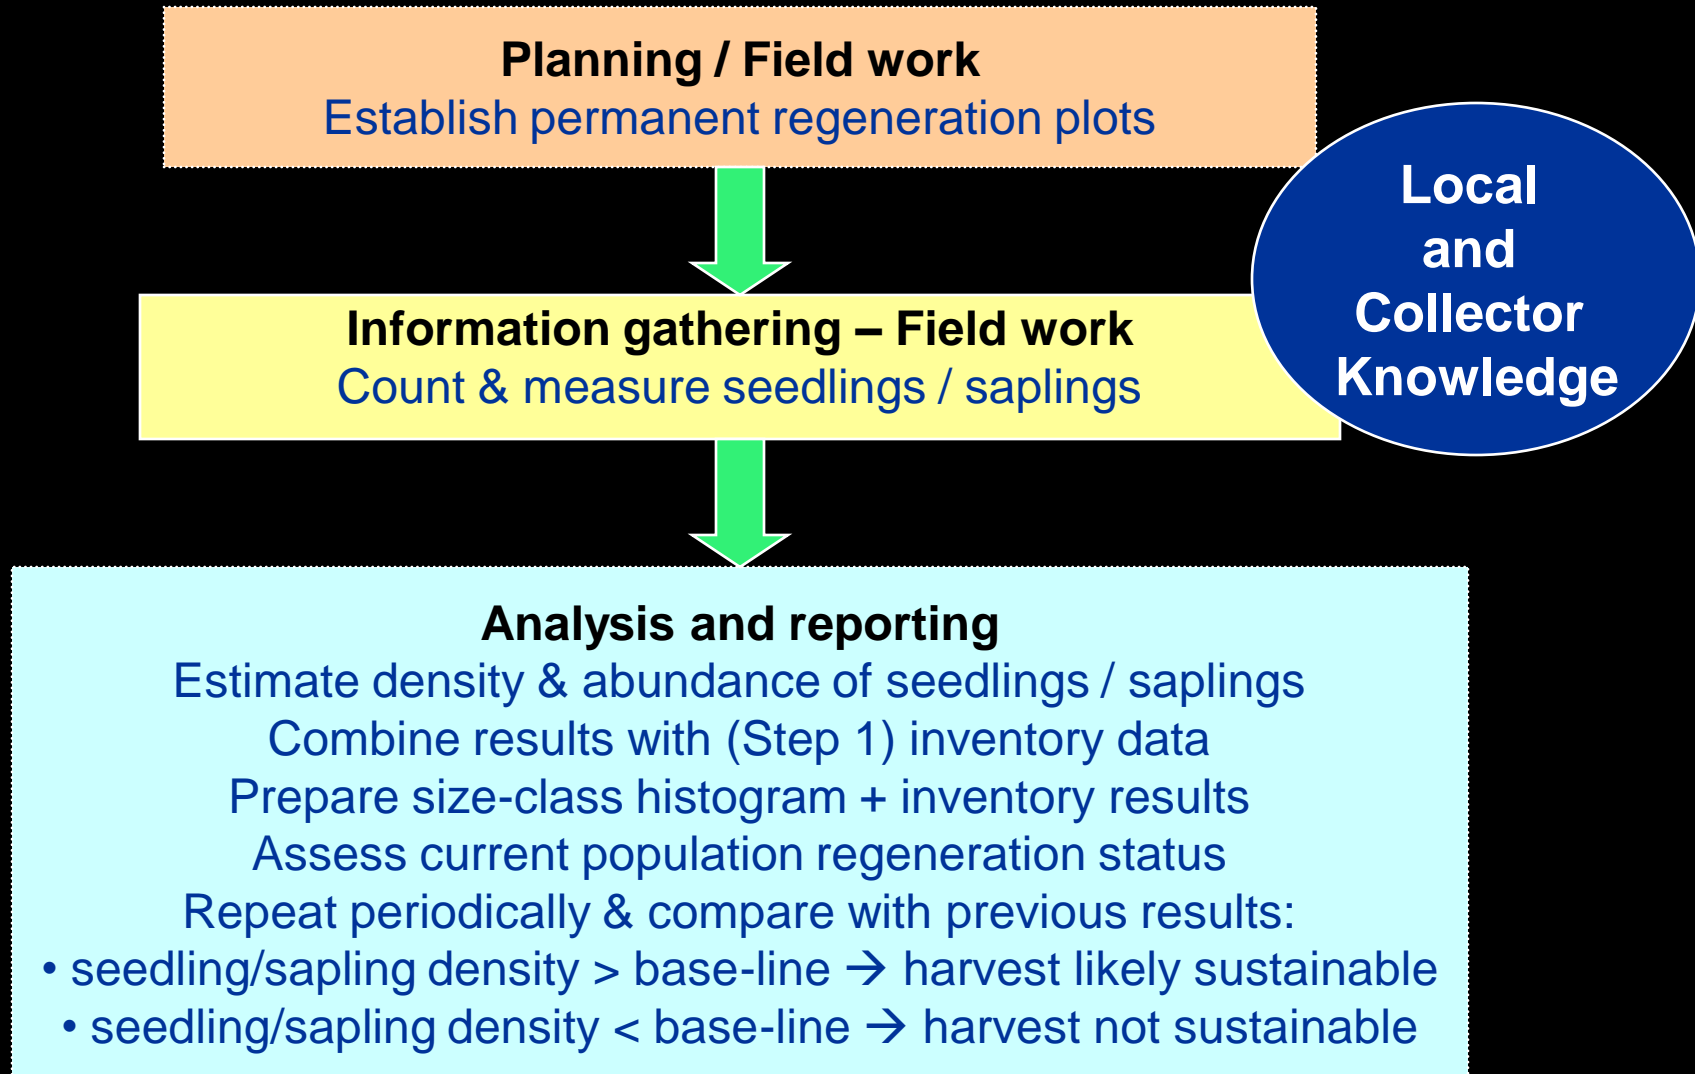 Planning / Field work
Establish permanent regeneration plots
Local
and
Collector
Knowledge
Information gathering – Field work
Count & measure seedlings / saplings
Analysis and reporting
Estimate density & abundance of seedlings / saplings
Combine results with (Step 1) inventory data
Prepare size-class histogram + inventory results
Assess current population regeneration status
Repeat periodically & compare with previous results:
• seedling/sapling density > base-line → harvest likely sustainable
• seedling/sapling density < base-line → harvest not sustainable